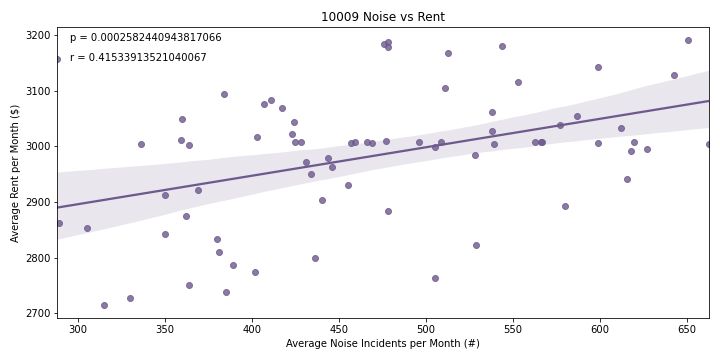 10009 Noise vs Rent
p = 0.0002582440943817066
r = 0.41533913521040067
3200
3100
3000
2900
2800
2700
Average Rent per Month ($)
300 350 400 450 500 550 600 650
Average Noise Incidents per Month (#)